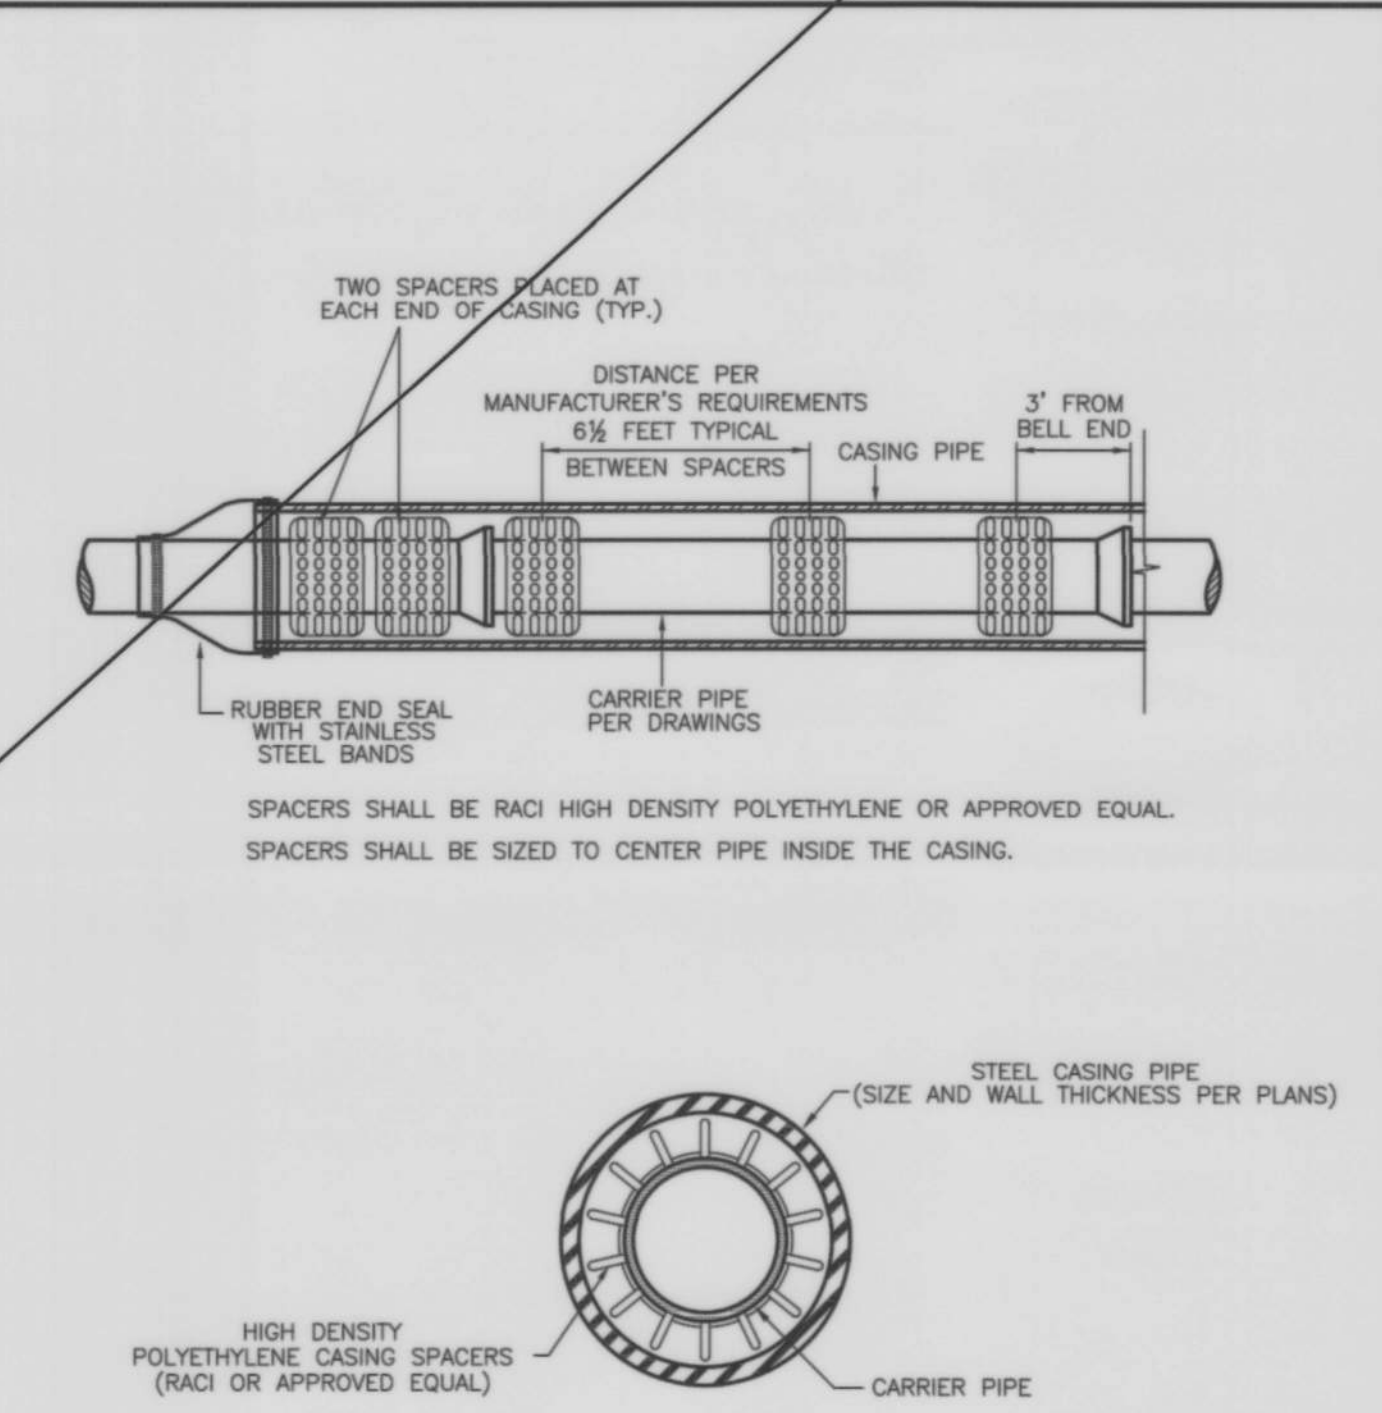 TWO SPACERS PLACED AT
EACH END OF CASING (TYP.)
DISTANCE PER
MANUFACTURER'S REQUIREMENTS
6½ FEET TYPICAL
BETWEEN SPACERS
CASING PIPE
3' FROM
BELL END
RUBBER END SEAL
WITH STAINLESS
STEEL BANDS
CARRIER PIPE
PER DRAWINGS
SPACERS SHALL BE RACI HIGH DENSITY POLYETHYLENE OR APPROVED EQUAL.
SPACERS SHALL BE SIZED TO CENTER PIPE INSIDE THE CASING.
STEEL CASING PIPE
(SIZE AND WALL THICKNESS PER PLANS)
HIGH DENSITY
POLYETHYLENE CASING SPACERS
(RACI OR APPROVED EQUAL)
CARRIER PIPE